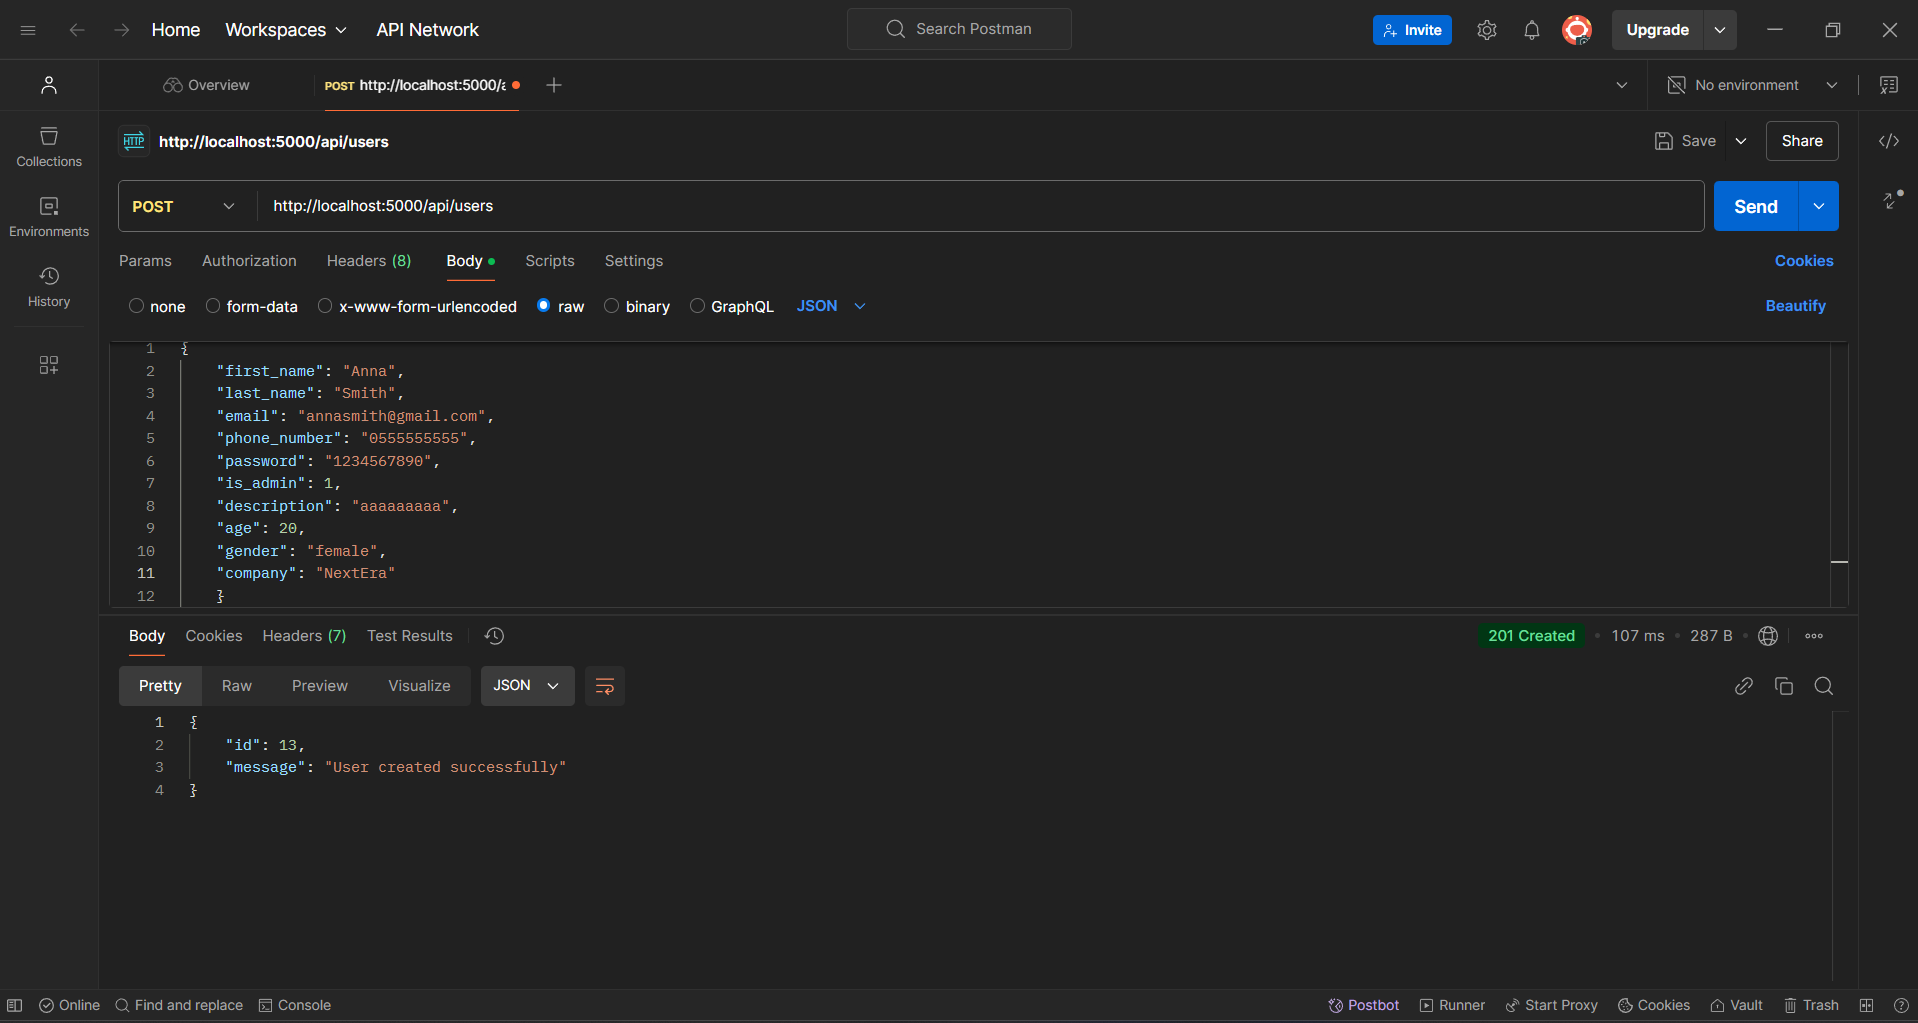 Home Workspaces API Network Search Postman Invite Upgrade
Overview POST http://localhost:5000/a No environment
HTTP http://localhost:5000/api/users Save Share
POST http://localhost:5000/api/users Send
Params Authorization Headers (8) Body Scripts Settings Cookies
none form-data x-www-form-urlencoded raw binary GraphQL JSON Beautify
Collections
Environments
History
1 {
2 "first_name": "Anna",
3 "last_name": "Smith",
4 "email": "annasmith@gmail.com",
5 "phone_number": "0555555555",
6 "password": "1234567890",
7 "is_admin": 1,
8 "description": "aaaaaaaaa",
9 "age": 20,
10 "gender": "female",
11 "company": "NextEra"
12 }
Body Cookies Headers (7) Test Results 201 Created • 107 ms • 287 B •
Pretty Raw Preview Visualize JSON
1 {
2 "id": 13,
3 "message": "User created successfully"
4 }
Online Find and replace Console Postbot Runner Start Proxy Cookies Vault Trash